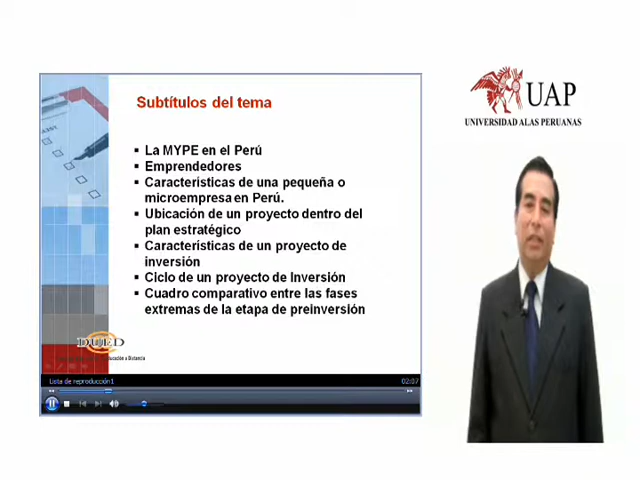 Subtítulos del tema
▪ La MYPE en el Perú
▪ Emprendedores
▪ Características de una pequeña o
microempresa en Perú.
▪ Ubicación de un proyecto dentro del
plan estratégico
▪ Características de un proyecto de
inversión
▪ Ciclo de un proyecto de Inversión
▪ Cuadro comparativo entre las fases
extremas de la etapa de preinversión
DUED
a Distancia
Lista de reproducción1
02:07
UAP
UNIVERSIDAD ALAS PERUANAS